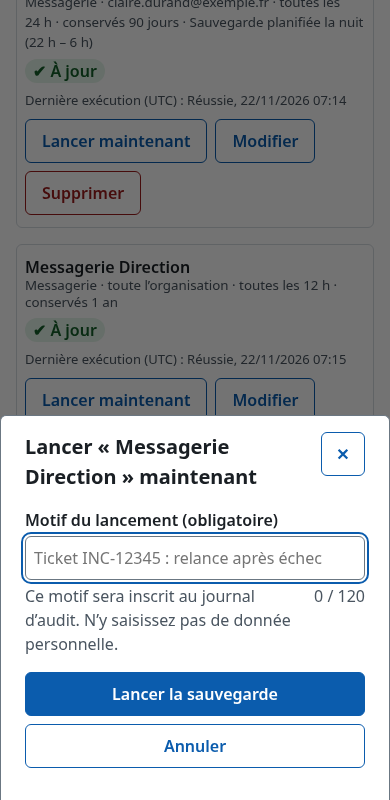 Messagerie · claire.durand@exemple.fr · toutes les
24 h · conservés 90 jours · Sauvegarde planifiée la nuit
(22 h – 6 h)
✔ À jour
Dernière exécution (UTC) : Réussie, 22/11/2026 07:14
Lancer maintenant
Modifier
Supprimer
Messagerie Direction
Messagerie · toute l’organisation · toutes les 12 h ·
conservés 1 an
✔ À jour
Dernière exécution (UTC) : Réussie, 22/11/2026 07:15
Lancer maintenant
Modifier
Lancer « Messagerie
Direction » maintenant
×
Motif du lancement (obligatoire)
Ticket INC-12345 : relance après échec
Ce motif sera inscrit au journal 0 / 120
d’audit. N’y saisissez pas de donnée
personnelle.
Lancer la sauvegarde
Annuler